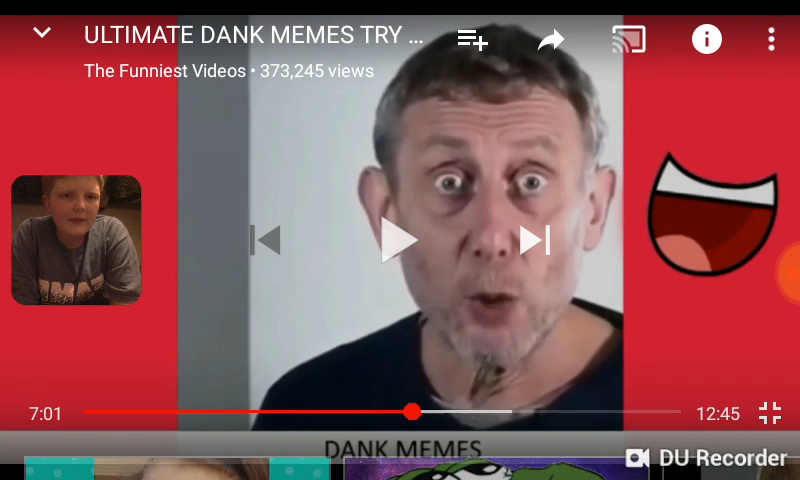 ULTIMATE DANK MEMES TRY ...
The Funniest Videos • 373,245 views
7:01
12:45
DANK MEMES
DU Recorder